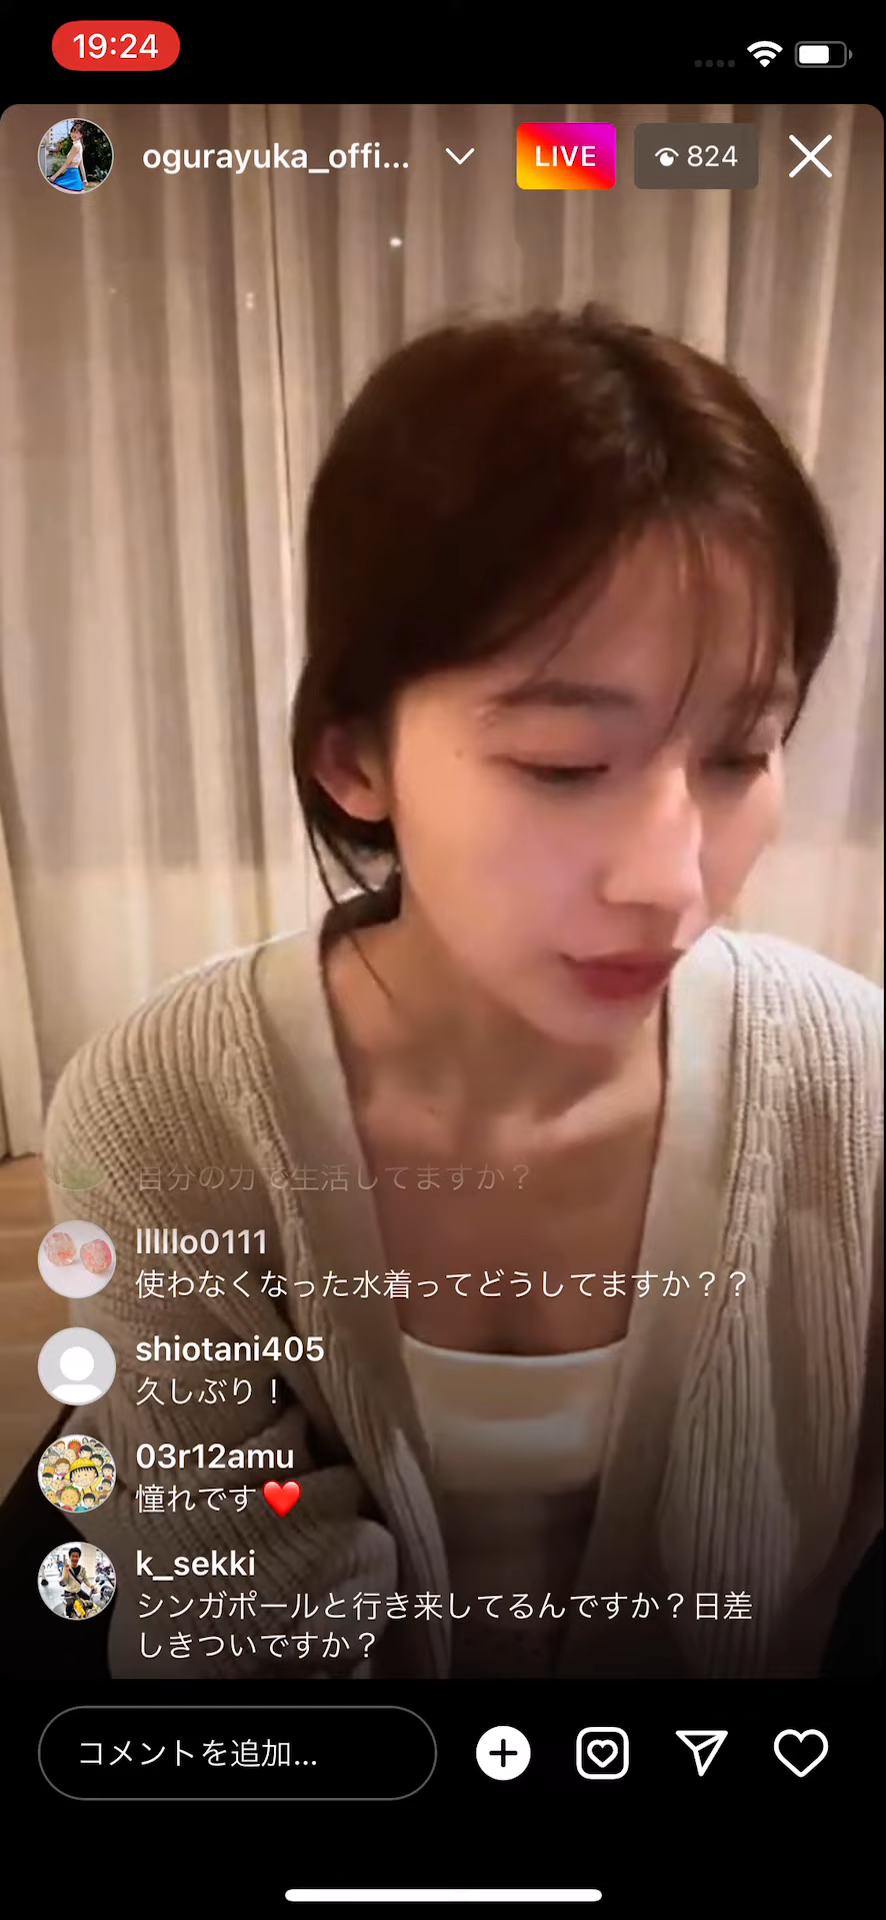 19:24
ogurayuka_offi...
LIVE
824
自分の力で生活してますか？
lllllo0111
使わなくなった水着ってどうしてますか？？
shiotani405
久しぶり！
03r12amu
憧れです❤️
k_sekki
シンガポールと行き来してるんですか？日差
しきついですか？
コメントを追加...